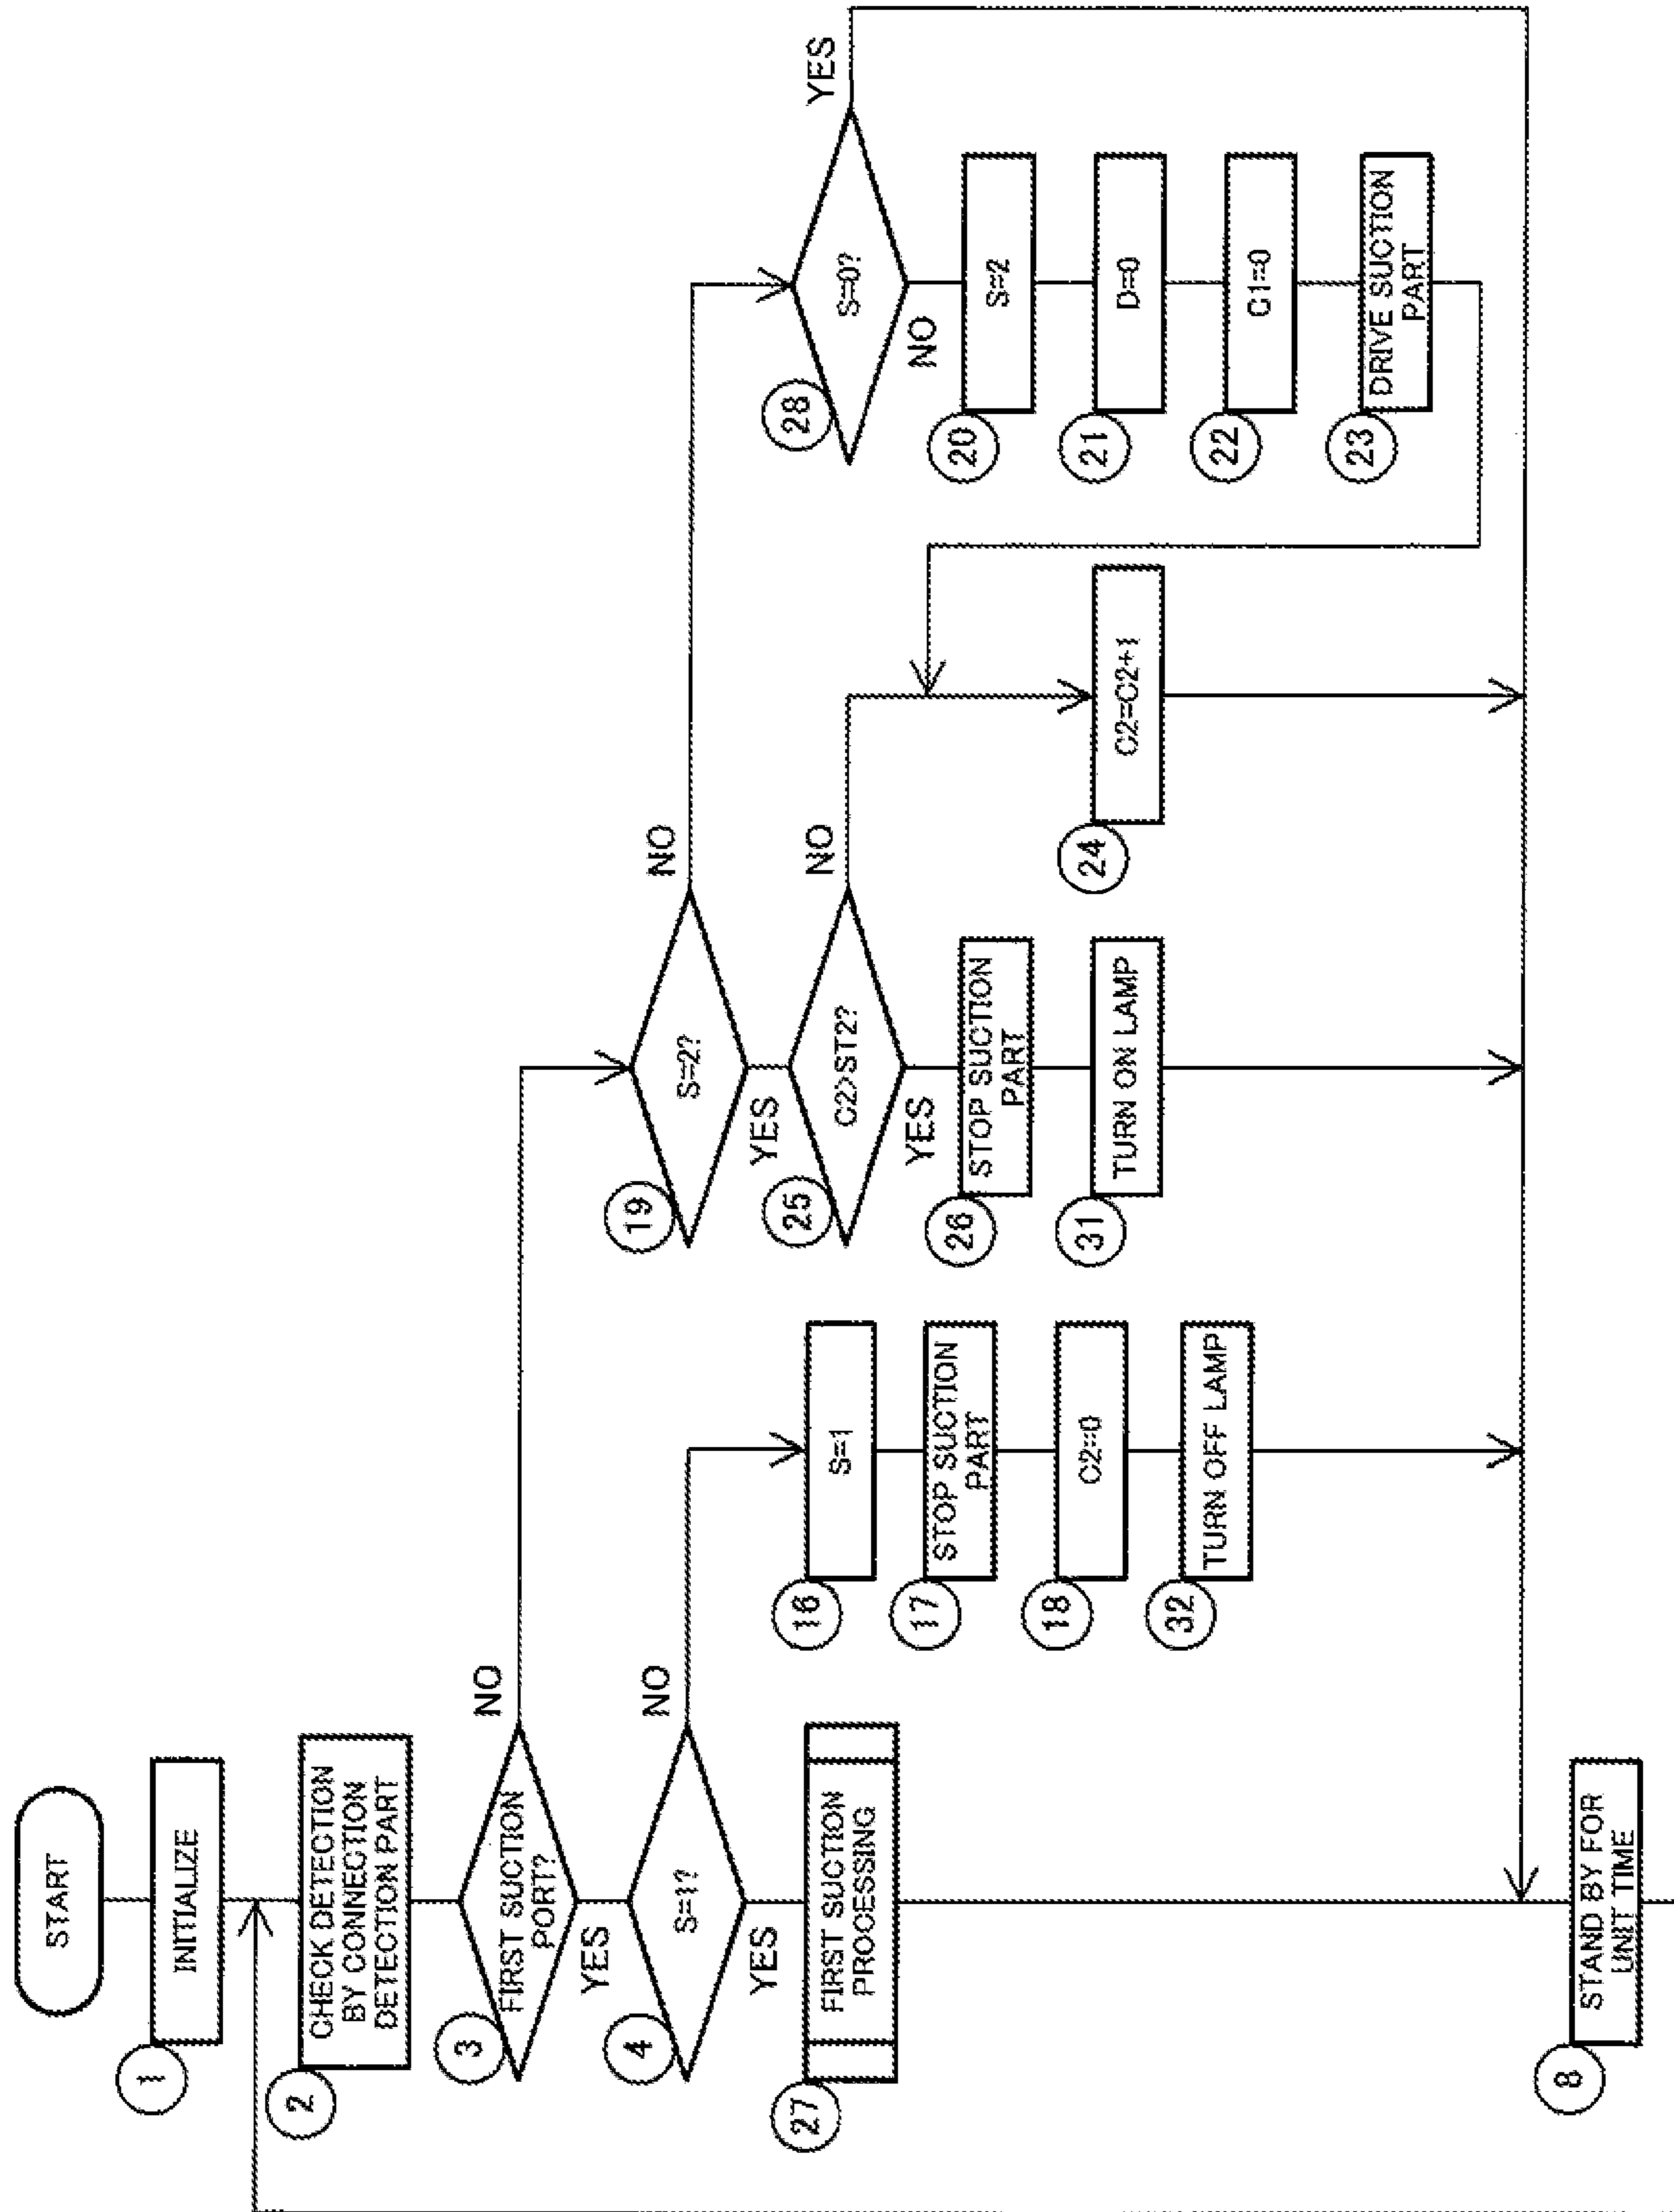 START
1
INITIALIZE
2
CHECK DETECTION
BY CONNECTION
DETECTION PART
3
FIRST SUCTION
PORT?
NO
YES
4
S=1?
NO
YES
27
FIRST SUCTION
PROCESSING
16
S=1
17
STOP SUCTION
PART
18
C2=0
32
TURN OFF LAMP
19
S=2?
NO
YES
25
C2>ST2?
NO
YES
26
STOP SUCTION
PART
31
TURN ON LAMP
24
C2=C2+1
28
S=0?
YES
NO
20
S=2
21
D=0
22
C1=0
23
DRIVE SUCTION
PART
8
STAND BY FOR
UNIT TIME